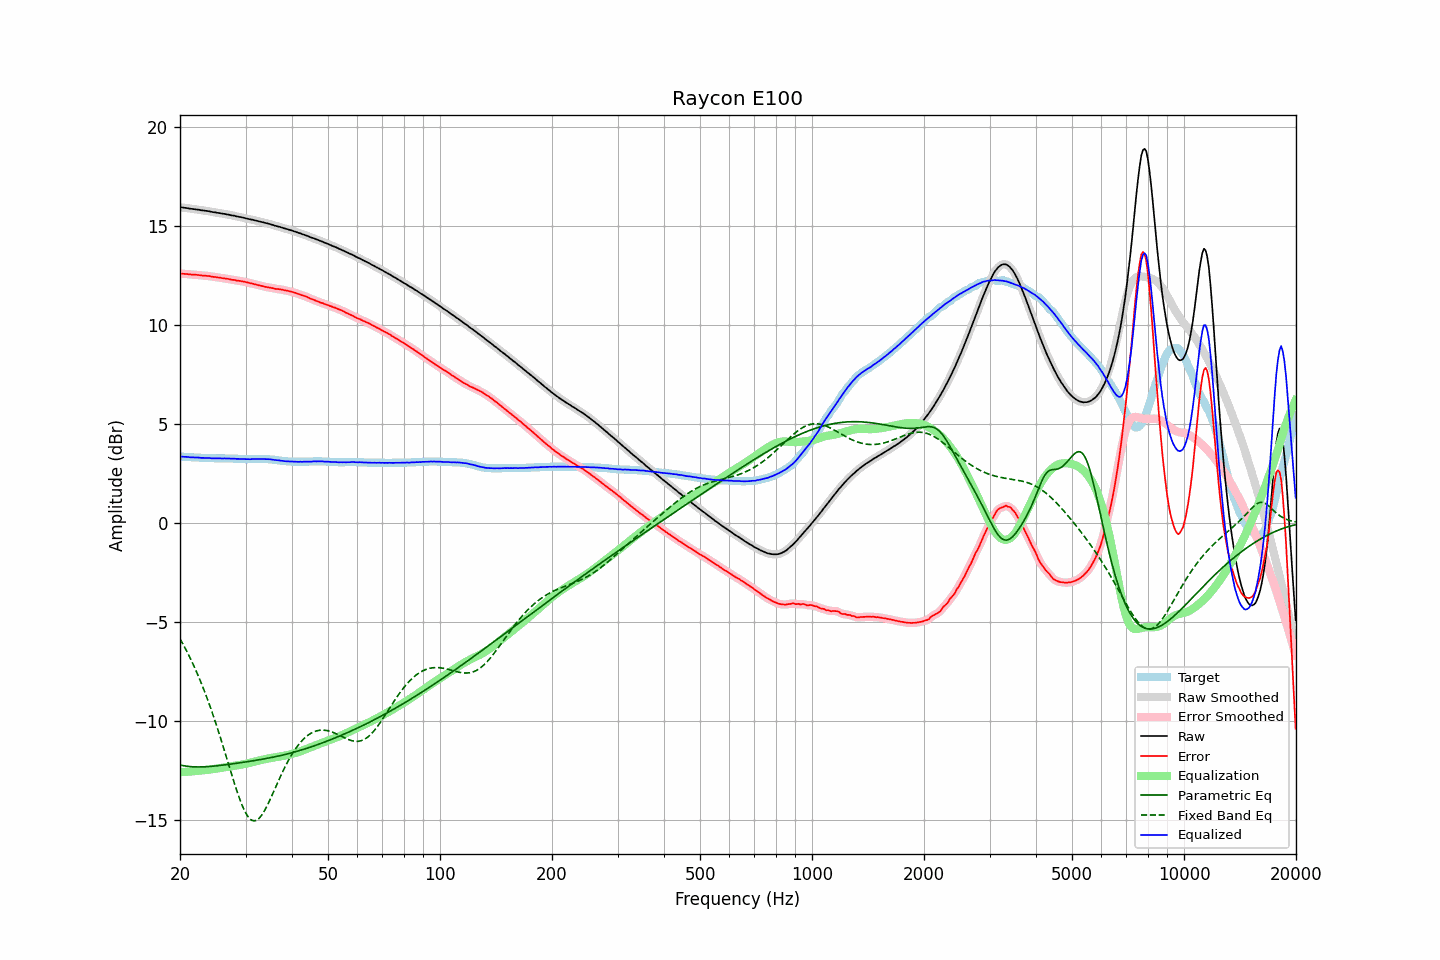 Raycon E100
Amplitude (dBr)
20
15
10
5
0
−5
−10
−15
20
50
100
200
500
1000
2000
5000
10000
20000
Frequency (Hz)
Target
Raw Smoothed
Error Smoothed
Raw
Error
Equalization
Parametric Eq
Fixed Band Eq
Equalized